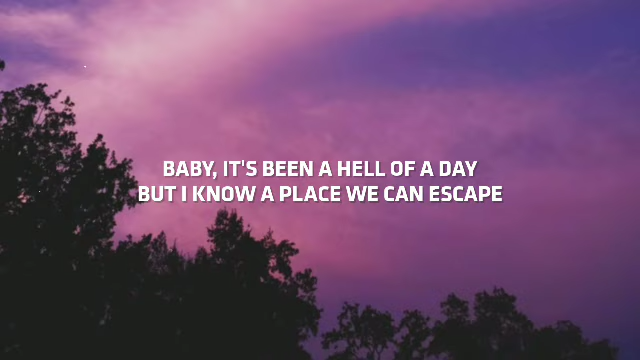 BABY, IT'S BEEN A HELL OF A DAY
BUT I KNOW A PLACE WE CAN ESCAPE